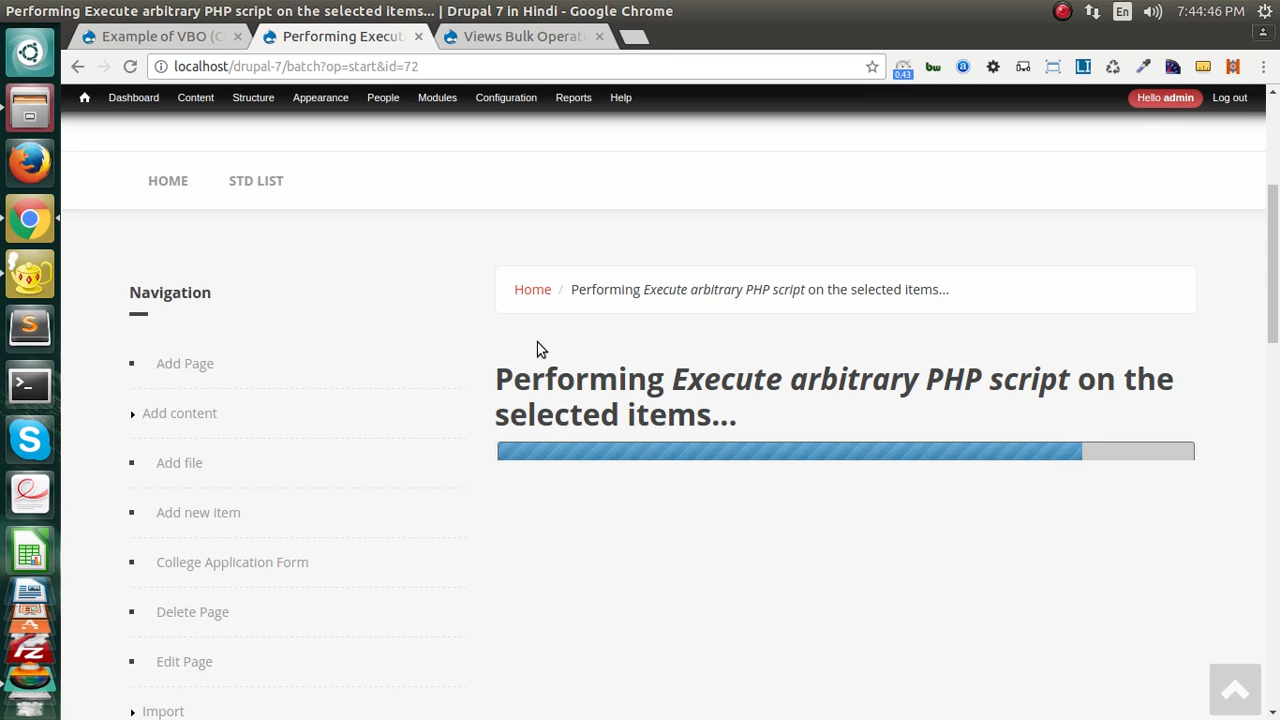 Performing Execute arbitrary PHP script on the selected items... | Drupal 7 in Hindi - Google Chrome
En
7:44:46 PM
Example of VBO (C
Performing Execut
Views Bulk Operat
localhost/drupal-7/batch?op=start&id=72
0.43
bw
a
LI
Dashboard
Content
Structure
Appearance
People
Modules
Configuration
Reports
Help
Hello admin
Log out
HOME
STD LIST
Navigation
Home / Performing Execute arbitrary PHP script on the selected items...
Add Page
Performing Execute arbitrary PHP script on the
selected items...
Add content
Add file
Add new item
College Application Form
Delete Page
Edit Page
Import